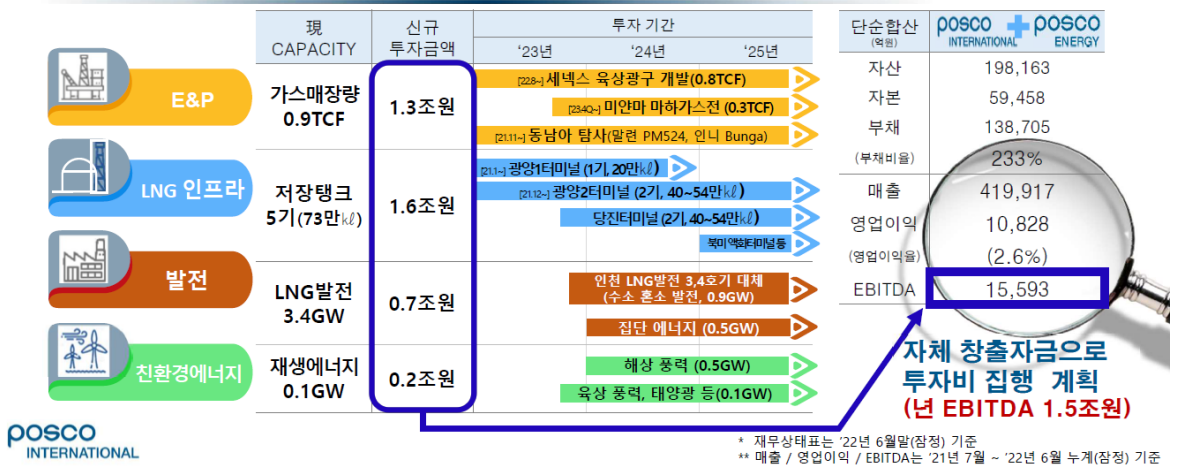 現
CAPACITY
신규
투자금액
투자 기간
‘23년
‘24년
‘25년
E&P
가스매장량
0.9TCF
1.3조원
[22.8~] 세넥스 육상광구 개발(0.8TCF)
[23.4Q~] 미얀마 마하가스전 (0.3TCF)
[21.11~] 동남아 탐사(말련 PM524, 인니 Bunga)
LNG 인프라
저장탱크
5기(73만㎘)
1.6조원
[21.1~] 광양1터미널 (1기, 20만㎘)
[21.12~] 광양2터미널 (2기, 40~54만㎘)
당진터미널 (2기, 40~54만㎘)
북미 액화터미널 등
발전
LNG발전
3.4GW
0.7조원
인천 LNG발전 3,4호기 대체
(수소 혼소 발전, 0.9GW)
집단 에너지 (0.5GW)
친환경에너지
재생에너지
0.1GW
0.2조원
해상 풍력 (0.5GW)
육상 풍력, 태양광 등(0.1GW)
단순합산
(억원)
posco
INTERNATIONAL
posco
ENERGY
자산 198,163
자본 59,458
부채 138,705
(부채비율) 233%
매출 419,917
영업이익 10,828
(영업이익율) (2.6%)
EBITDA 15,593
자체 창출자금으로
투자비 집행 계획
(년 EBITDA 1.5조원)
posco
INTERNATIONAL
* 재무상태표는 ’22년 6월말(잠정) 기준
** 매출 / 영업이익 / EBITDA는 ’21년 7월 ~ ’22년 6월 누계(잠정) 기준